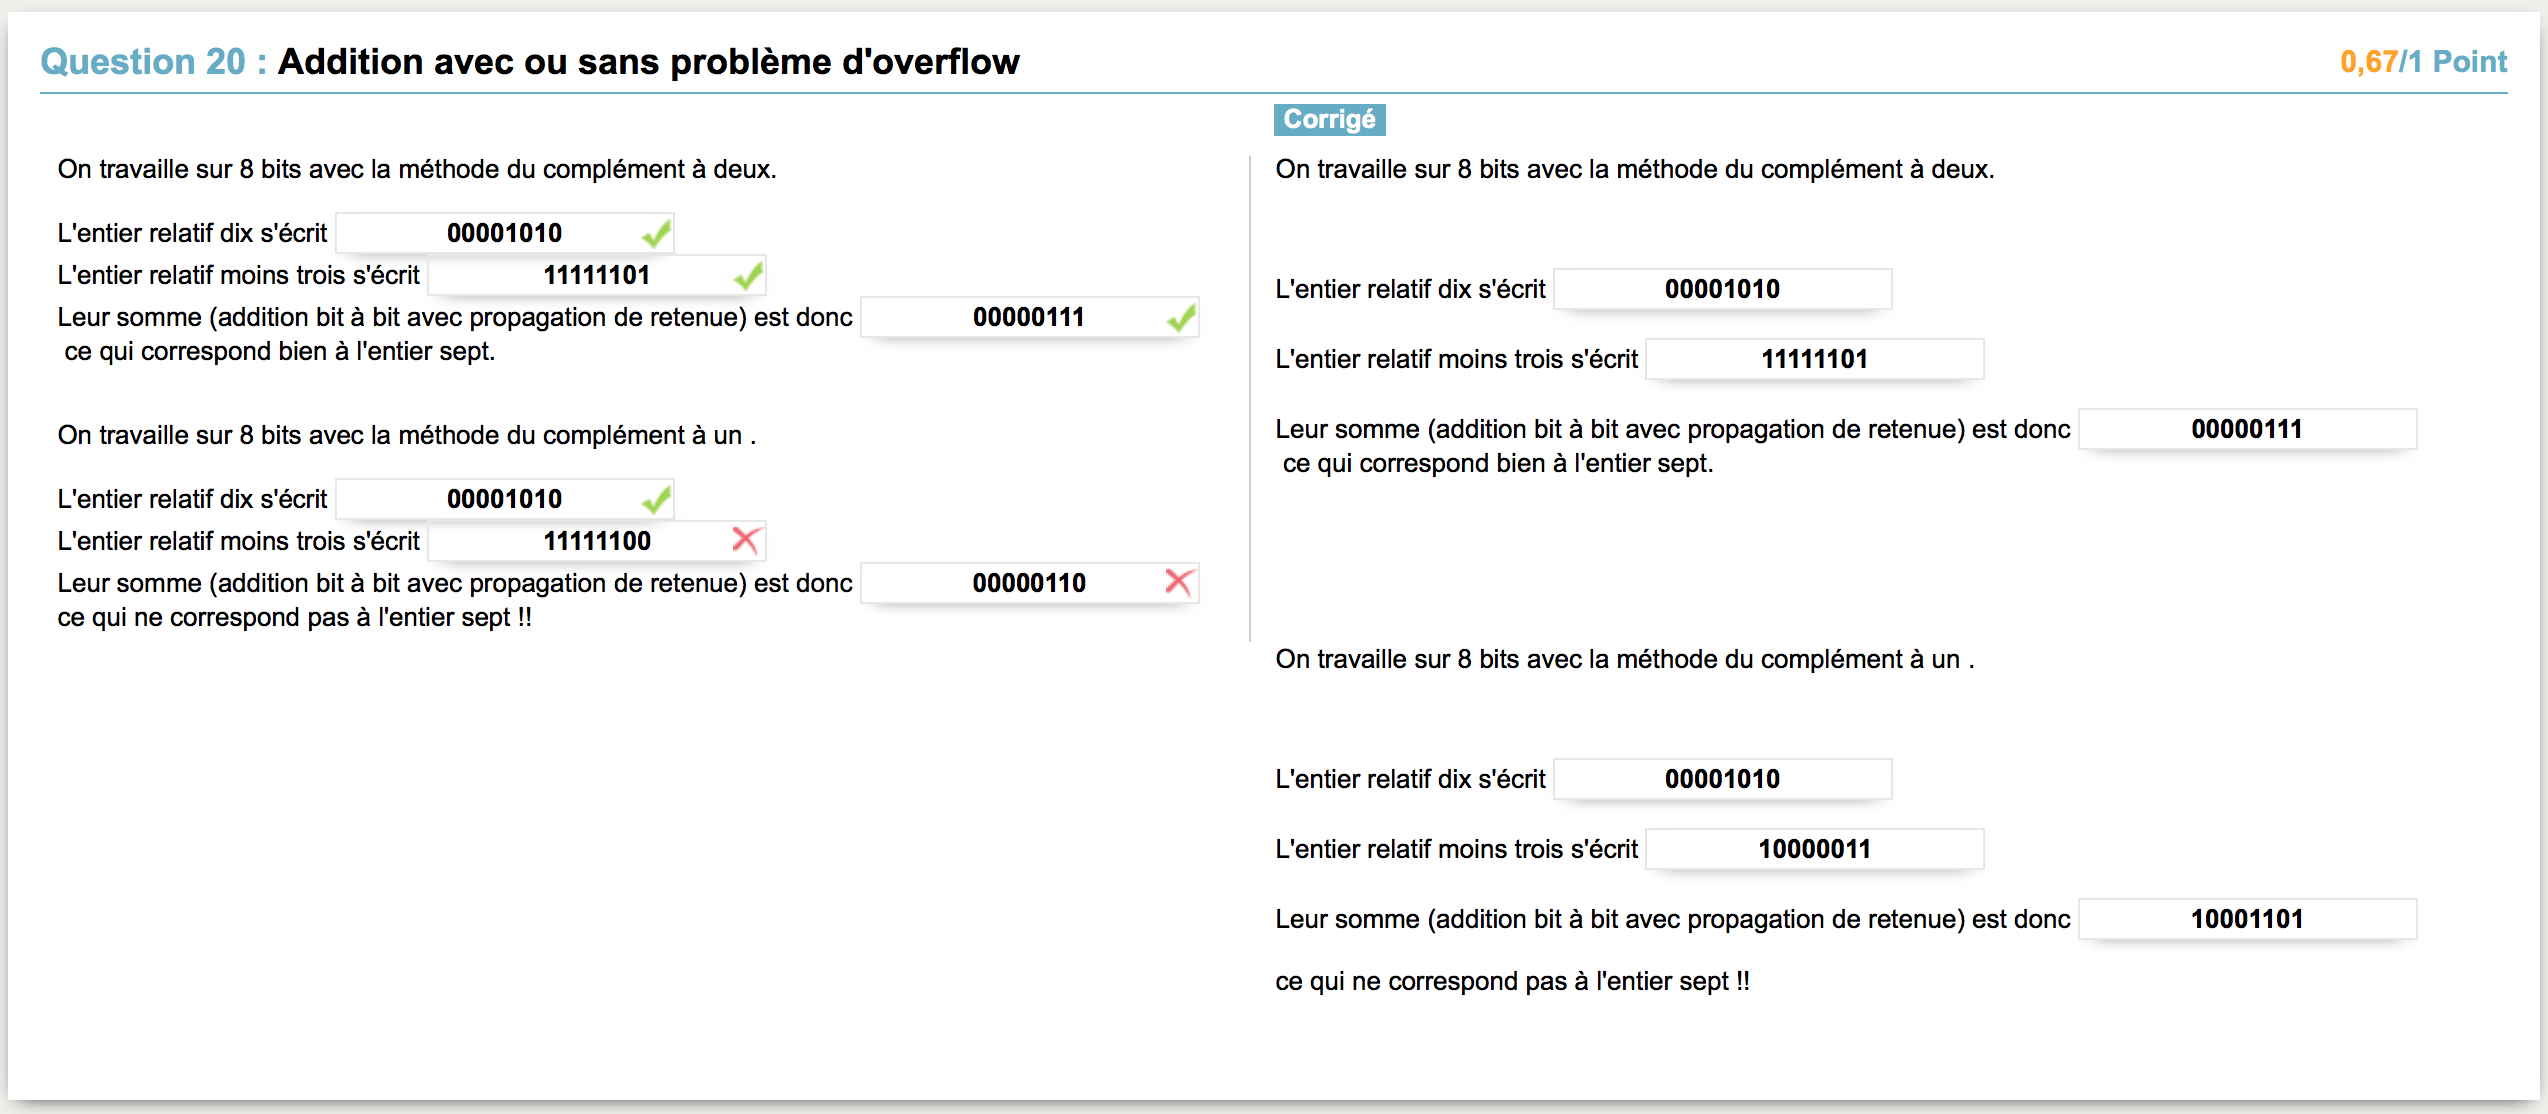 Question 20 : Addition avec ou sans problème d'overflow
0,67/1 Point
On travaille sur 8 bits avec la méthode du complément à deux.
L'entier relatif dix s'écrit 00001010
L'entier relatif moins trois s'écrit 11111101
Leur somme (addition bit à bit avec propagation de retenue) est donc 00000111
ce qui correspond bien à l'entier sept.
On travaille sur 8 bits avec la méthode du complément à un .
L'entier relatif dix s'écrit 00001010
L'entier relatif moins trois s'écrit 11111100
Leur somme (addition bit à bit avec propagation de retenue) est donc 00000110
ce qui ne correspond pas à l'entier sept !!
Corrigé
On travaille sur 8 bits avec la méthode du complément à deux.
L'entier relatif dix s'écrit 00001010
L'entier relatif moins trois s'écrit 11111101
Leur somme (addition bit à bit avec propagation de retenue) est donc 00000111
ce qui correspond bien à l'entier sept.
On travaille sur 8 bits avec la méthode du complément à un .
L'entier relatif dix s'écrit 00001010
L'entier relatif moins trois s'écrit 10000011
Leur somme (addition bit à bit avec propagation de retenue) est donc 10001101
ce qui ne correspond pas à l'entier sept !!